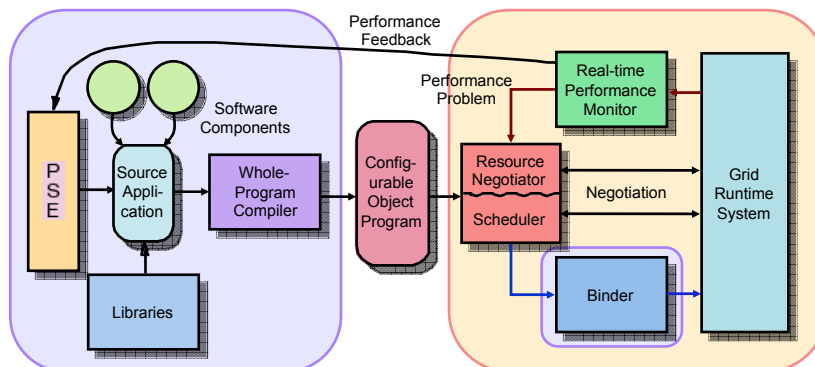 Performance
Feedback
Real-time
Performance
Monitor
Performance
Problem
Software
Components
P
S
E
Source
Appli-
cation
Whole-
Program
Compiler
Config-
urable
Object
Program
Resource
Negotiator
Scheduler
Negotiation
Grid
Runtime
System
Libraries
Binder